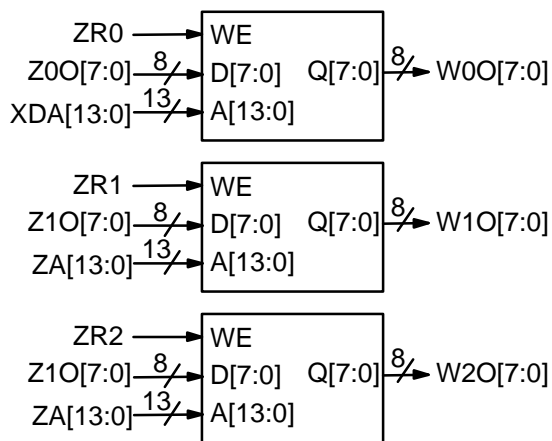 ZR0 WE
Z0O[7:0] 8 D[7:0] Q[7:0] 8 W0O[7:0]
XDA[13:0] 13 A[13:0]
ZR1 WE
Z1O[7:0] 8 D[7:0] Q[7:0] 8 W1O[7:0]
ZA[13:0] 13 A[13:0]
ZR2 WE
Z1O[7:0] 8 D[7:0] Q[7:0] 8 W2O[7:0]
ZA[13:0] 13 A[13:0]